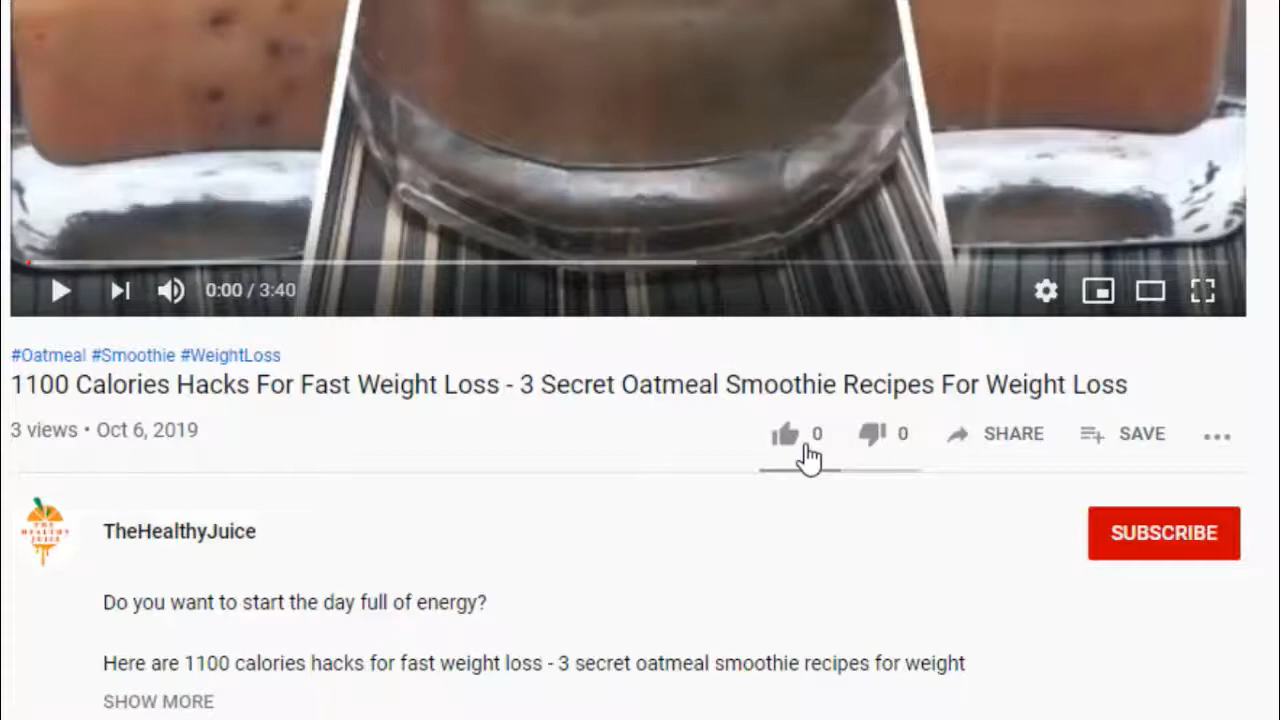 0:00 / 3:40
#Oatmeal #Smoothie #WeightLoss
1100 Calories Hacks For Fast Weight Loss - 3 Secret Oatmeal Smoothie Recipes For Weight Loss
3 views • Oct 6, 2019
0 0 SHARE SAVE
THE
HEALTHY
JUICE
TheHealthyJuice
SUBSCRIBE
Do you want to start the day full of energy?
Here are 1100 calories hacks for fast weight loss - 3 secret oatmeal smoothie recipes for weight
SHOW MORE